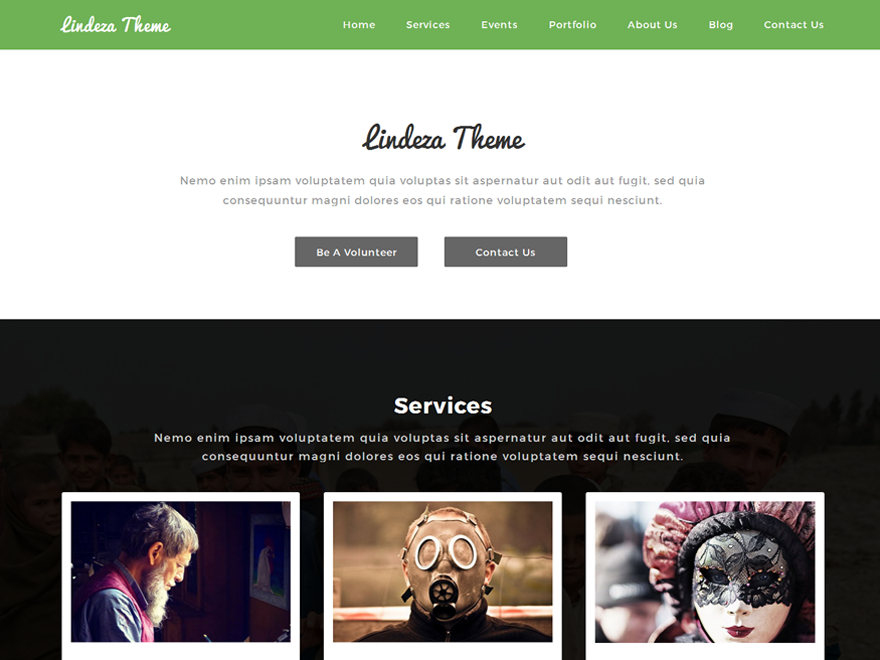 Lindeza Theme
Home Services Events Portfolio About Us Blog Contact Us
Lindeza Theme
Nemo enim ipsam voluptatem quia voluptas sit aspernatur aut odit aut fugit, sed quia
consequuntur magni dolores eos qui ratione voluptatem sequi nesciunt.
Be A Volunteer Contact Us
Services
Nemo enim ipsam voluptatem quia voluptas sit aspernatur aut odit aut fugit, sed quia
consequuntur magni dolores eos qui ratione voluptatem sequi nesciunt.